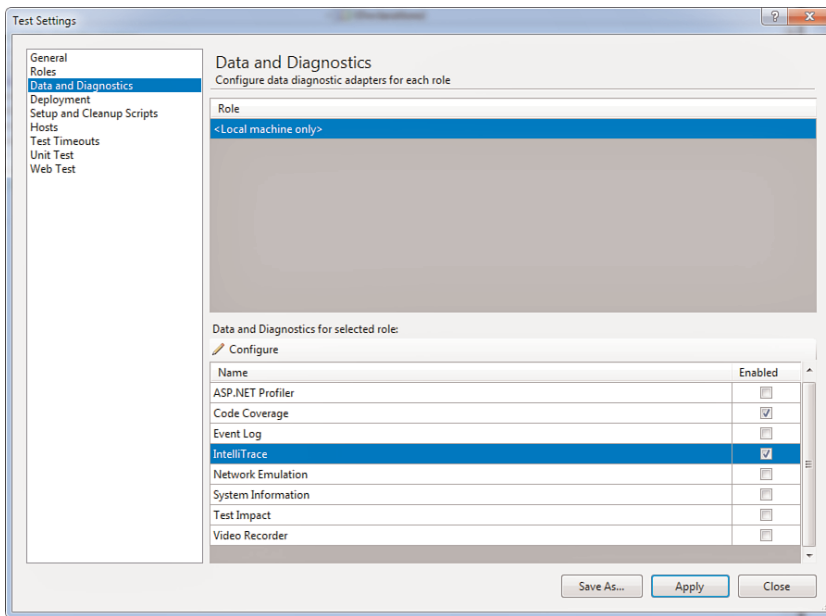 Test Settings
General
Roles
Data and Diagnostics
Deployment
Setup and Cleanup Scripts
Hosts
Test Timeouts
Unit Test
Web Test
Data and Diagnostics
Configure data diagnostic adapters for each role
Role
<Local machine only>
Data and Diagnostics for selected role:
Configure
Name Enabled
ASP.NET Profiler
Code Coverage
Event Log
IntelliTrace
Network Emulation
System Information
Test Impact
Video Recorder
Save As... Apply Close